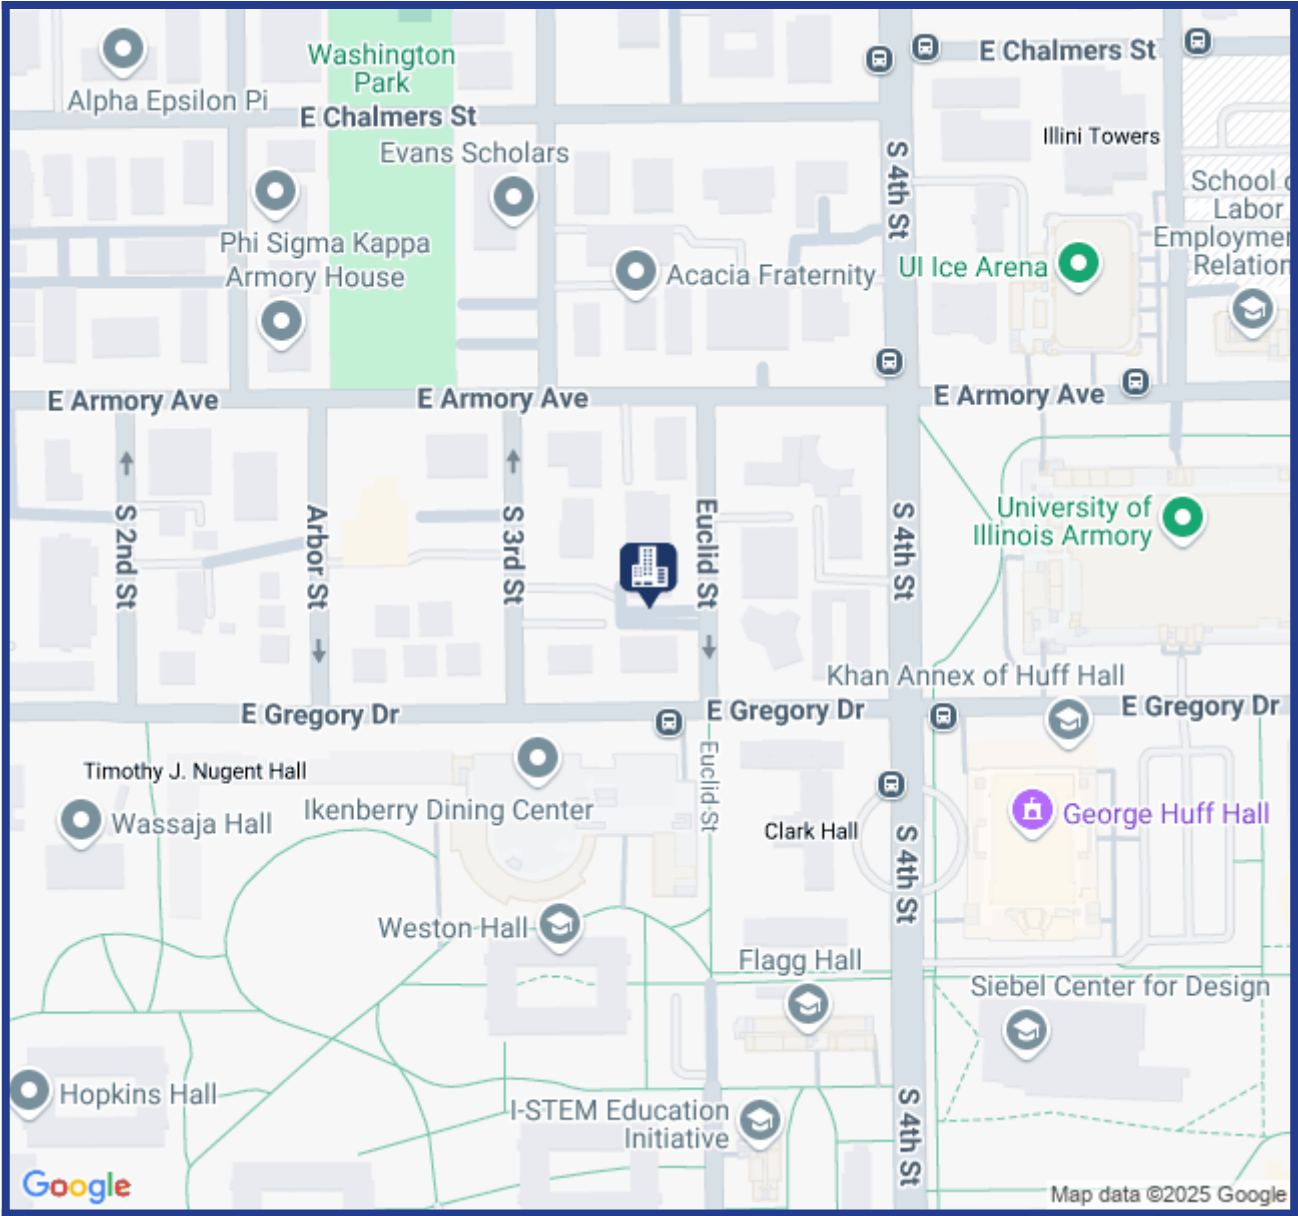 Washington
Park
E Chalmers St
Alpha Epsilon Pi
E Chalmers St
Illini Towers
Evans Scholars
S 4th St
School
Labor
Relation
Phi Sigma Kappa
Armory House
Acacia Fraternity
UI Ice Arena
E Armory Ave
E Armory Ave
E Armory Ave
S 2nd St
Arbor St
S 3rd St
Euclid St
S 4th St
University of
Illinois Armory
Khan Annex of Huff Hall
E Gregory Dr
E Gregory Dr
E Gregory Dr
Timothy J. Nugent Hall
Ikenberry Dining Center
Euclid St
Wassaja Hall
Clark Hall
George Huff Hall
S 4th St
Weston Hall
Flagg Hall
Siebel Center for Design
Hopkins Hall
I-STEM Education
Initiative
S 4th St
Google
Map data ©2025 Google